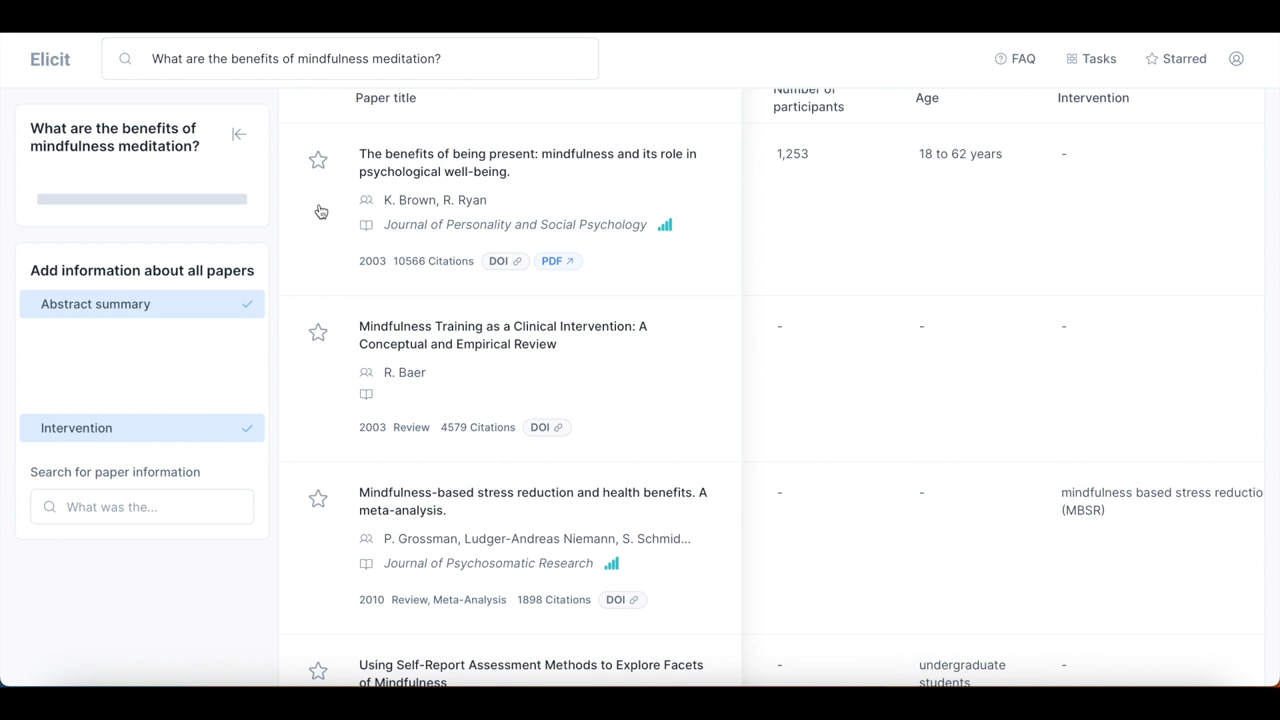 Elicit
What are the benefits of mindfulness meditation?
FAQ
Tasks
Starred
What are the benefits of
mindfulness meditation?
Add information about all papers
Abstract summary
Intervention
Search for paper information
What was the...
Paper title
Number of
participants
Age
Intervention
The benefits of being present: mindfulness and its role in
psychological well-being.
K. Brown, R. Ryan
Journal of Personality and Social Psychology
2003 10566 Citations DOI PDF
1,253
18 to 62 years
-
Mindfulness Training as a Clinical Intervention: A
Conceptual and Empirical Review
R. Baer
2003 Review 4579 Citations DOI
-
-
-
Mindfulness-based stress reduction and health benefits. A
meta-analysis.
P. Grossman, Ludger-Andreas Niemann, S. Schmid...
Journal of Psychosomatic Research
2010 Review, Meta-Analysis 1898 Citations DOI
-
-
mindfulness based stress reductio
(MBSR)
Using Self-Report Assessment Methods to Explore Facets
of Mindfulness
-
undergraduate
students
-